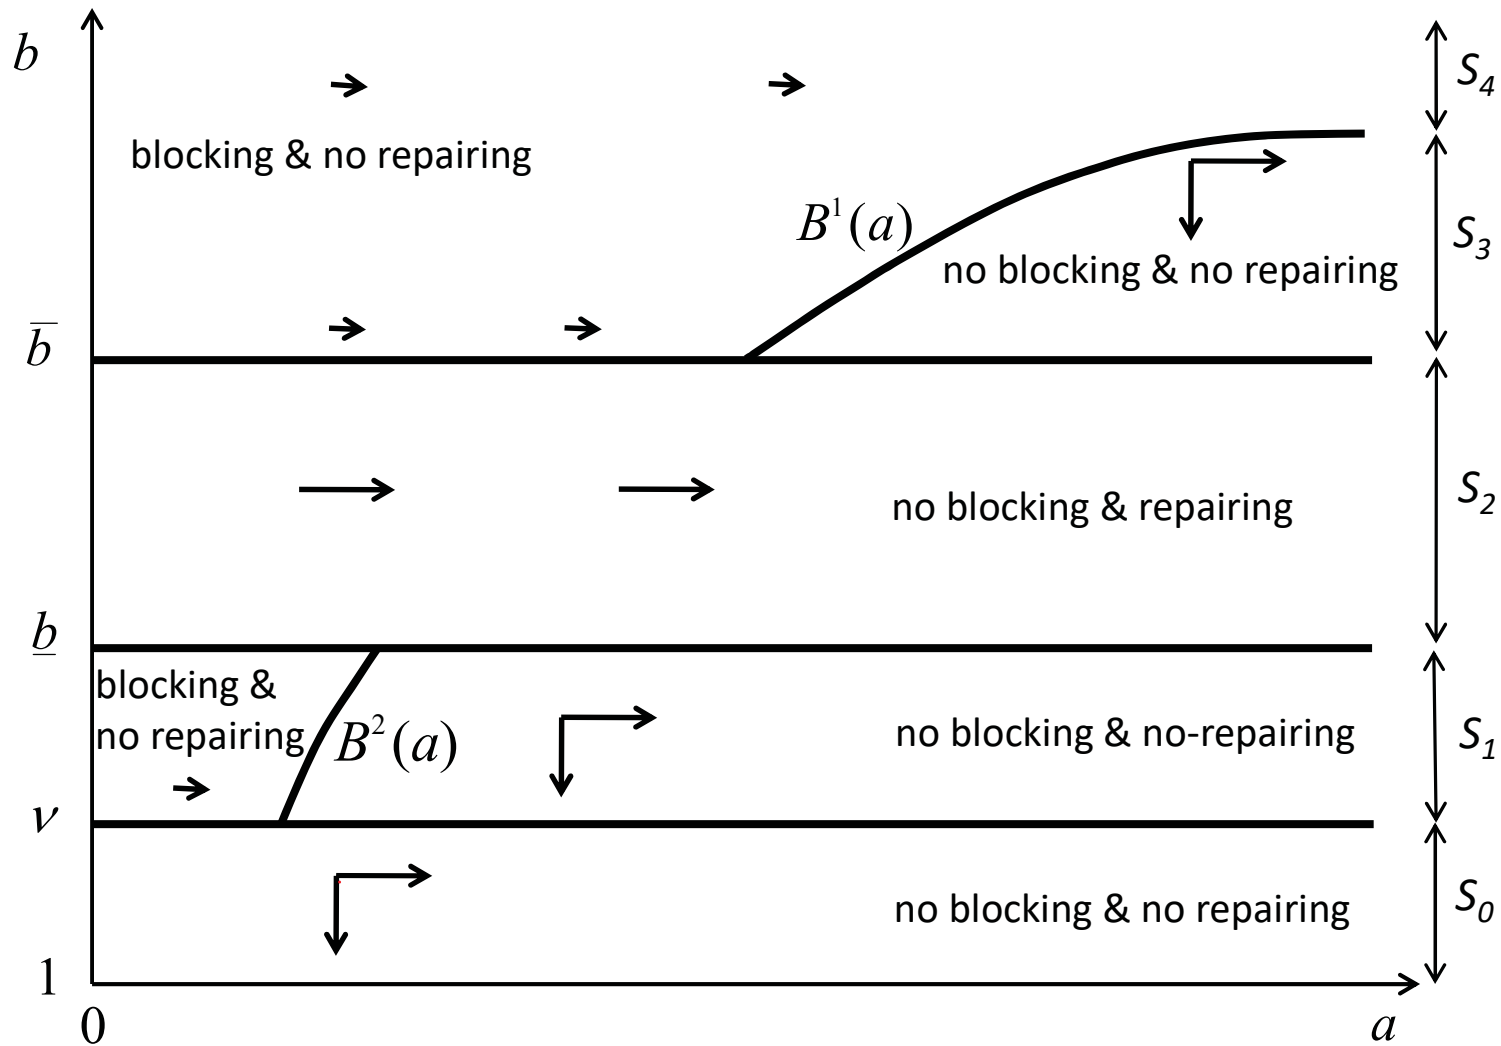 b
S4
blocking & no repairing
B¹(a)
S3
no blocking & no repairing
b̅
no blocking & repairing
S2
b̲
blocking &
no repairing
B²(a)
no blocking & no-repairing
S1
ν
no blocking & no repairing
S0
1
0
a